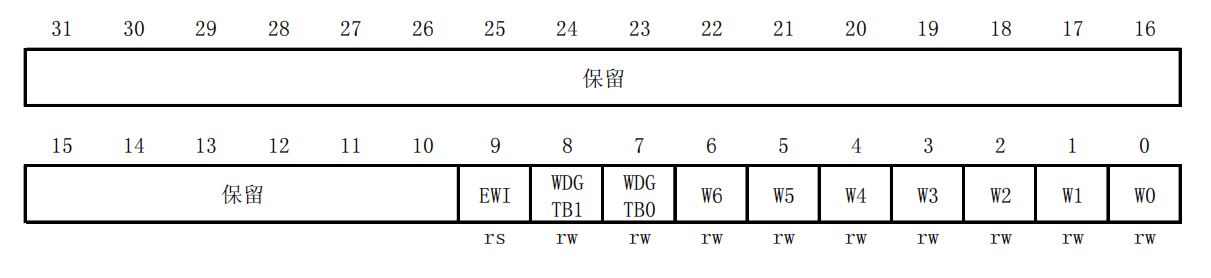 31 30 29 28 27 26 25 24 23 22 21 20 19 18 17 16
保留
15 14 13 12 11 10 9 8 7 6 5 4 3 2 1 0
保留 EWI WDG TB1 WDG TB0 W6 W5 W4 W3 W2 W1 W0
rs rw rw rw rw rw rw rw rw rw